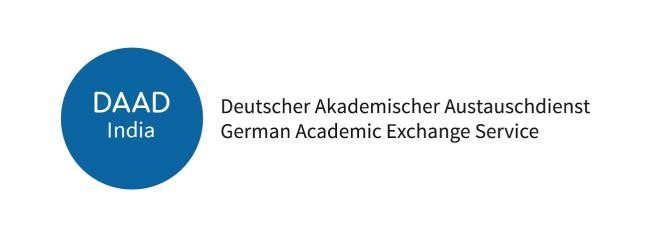 DAAD
India
Deutscher Akademischer Austauschdienst
German Academic Exchange Service